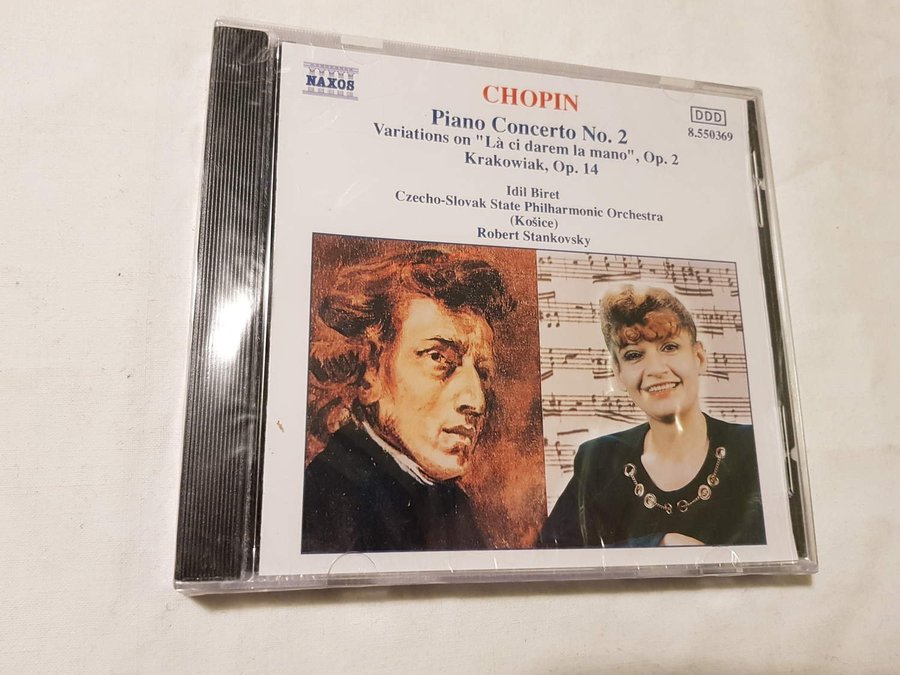 NAXOS
CHOPIN
DDD
8.550369
Piano Concerto No. 2
Variations on "Là ci darem la mano", Op. 2
Krakowiak, Op. 14
Idil Biret
Czecho-Slovak State Philharmonic Orchestra
(Košice)
Robert Stankovsky